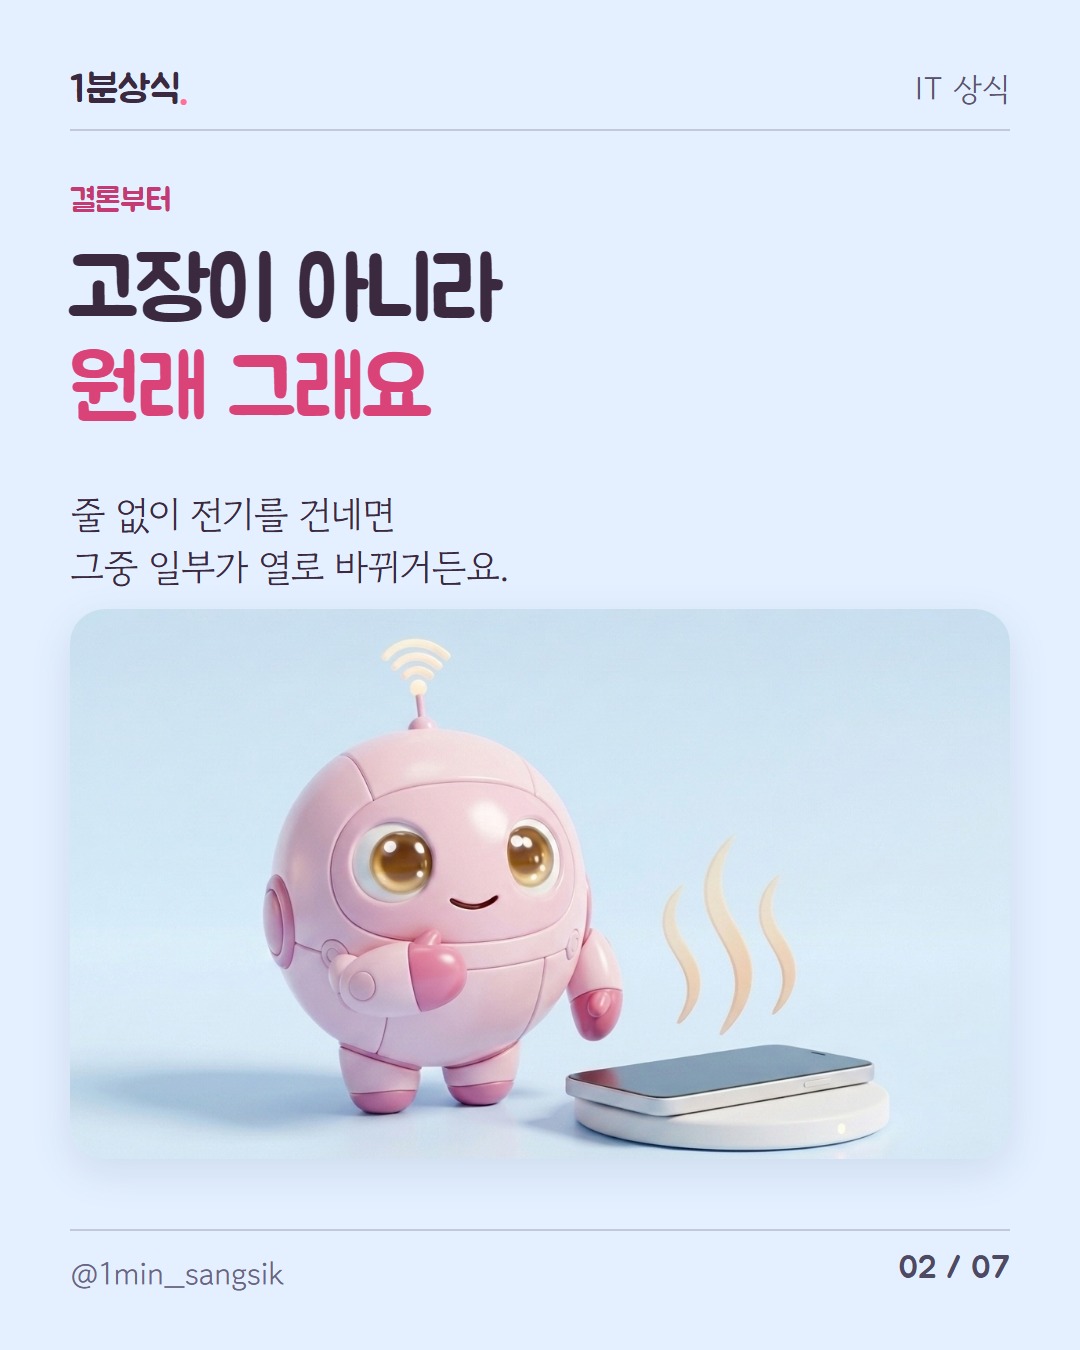 1분상식.
IT 상식
결론부터
고장이 아니라
원래 그래요
줄 없이 전기를 건네면
그중 일부가 열로 바뀌거든요.
@1min_sangsik
02 / 07